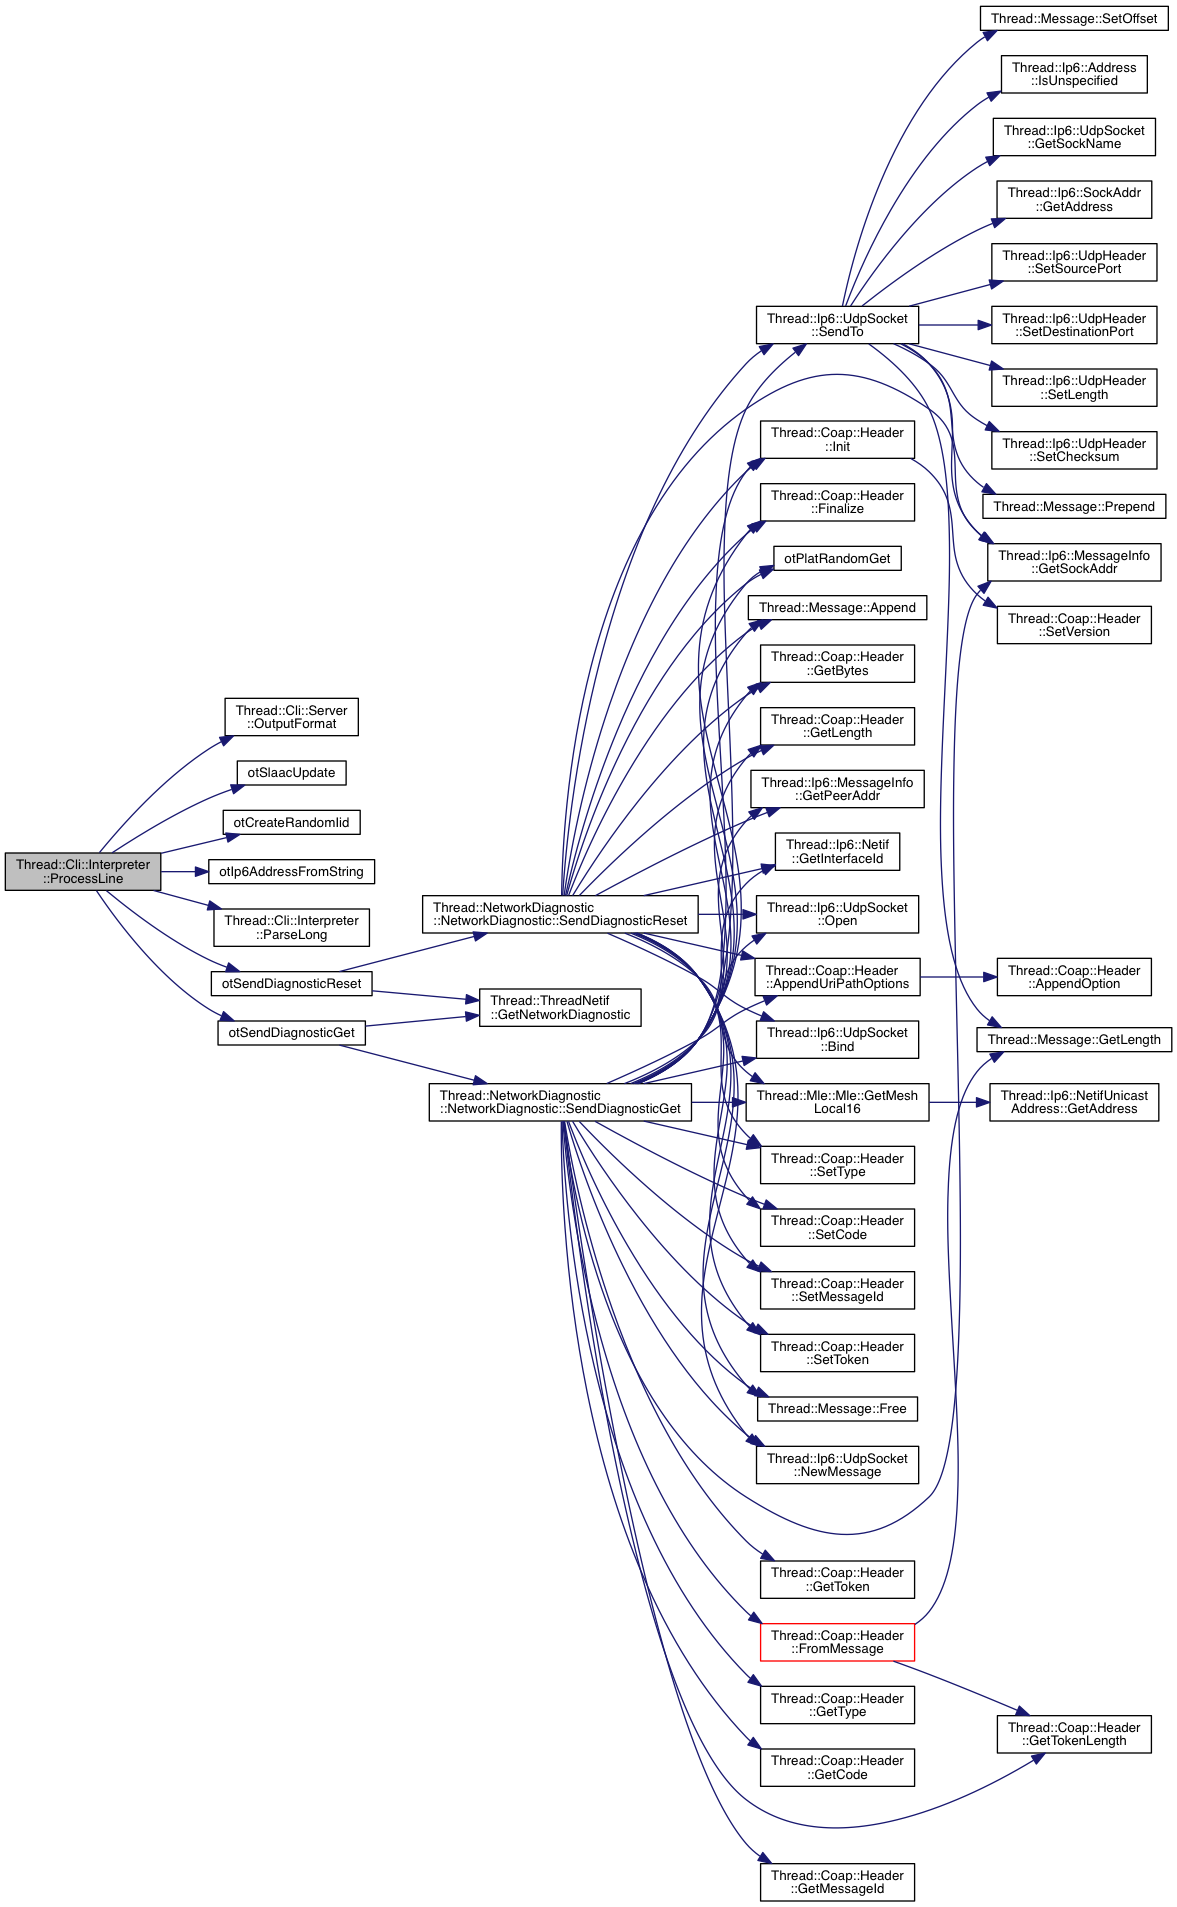 Thread::Cli::Interpreter
::ProcessLine
Thread::Cli::Server
::OutputFormat
otSlaacUpdate
otCreateRandomIid
otIp6AddressFromString
Thread::Cli::Interpreter
::ParseLong
otSendDiagnosticReset
otSendDiagnosticGet
Thread::NetworkDiagnostic
::NetworkDiagnostic::SendDiagnosticReset
Thread::ThreadNetif
::GetNetworkDiagnostic
Thread::NetworkDiagnostic
::NetworkDiagnostic::SendDiagnosticGet
Thread::Ip6::UdpSocket
::SendTo
Thread::Coap::Header
::Init
Thread::Coap::Header
::Finalize
otPlatRandomGet
Thread::Message::Append
Thread::Coap::Header
::GetBytes
Thread::Coap::Header
::GetLength
Thread::Ip6::MessageInfo
::GetPeerAddr
Thread::Ip6::Netif
::GetInterfaceId
Thread::Ip6::UdpSocket
::Open
Thread::Coap::Header
::AppendUriPathOptions
Thread::Ip6::UdpSocket
::Bind
Thread::Mle::Mle::GetMesh
Local16
Thread::Coap::Header
::SetType
Thread::Coap::Header
::SetCode
Thread::Coap::Header
::SetMessageId
Thread::Coap::Header
::SetToken
Thread::Message::Free
Thread::Ip6::UdpSocket
::NewMessage
Thread::Coap::Header
::GetToken
Thread::Coap::Header
::FromMessage
Thread::Coap::Header
::GetType
Thread::Coap::Header
::GetCode
Thread::Coap::Header
::GetMessageId
Thread::Message::SetOffset
Thread::Ip6::Address
::IsUnspecified
Thread::Ip6::UdpSocket
::GetSockName
Thread::Ip6::SockAddr
::GetAddress
Thread::Ip6::UdpHeader
::SetSourcePort
Thread::Ip6::UdpHeader
::SetDestinationPort
Thread::Ip6::UdpHeader
::SetLength
Thread::Ip6::UdpHeader
::SetChecksum
Thread::Message::Prepend
Thread::Ip6::MessageInfo
::GetSockAddr
Thread::Coap::Header
::SetVersion
Thread::Coap::Header
::AppendOption
Thread::Message::GetLength
Thread::Ip6::NetifUnicast
Address::GetAddress
Thread::Coap::Header
::GetTokenLength